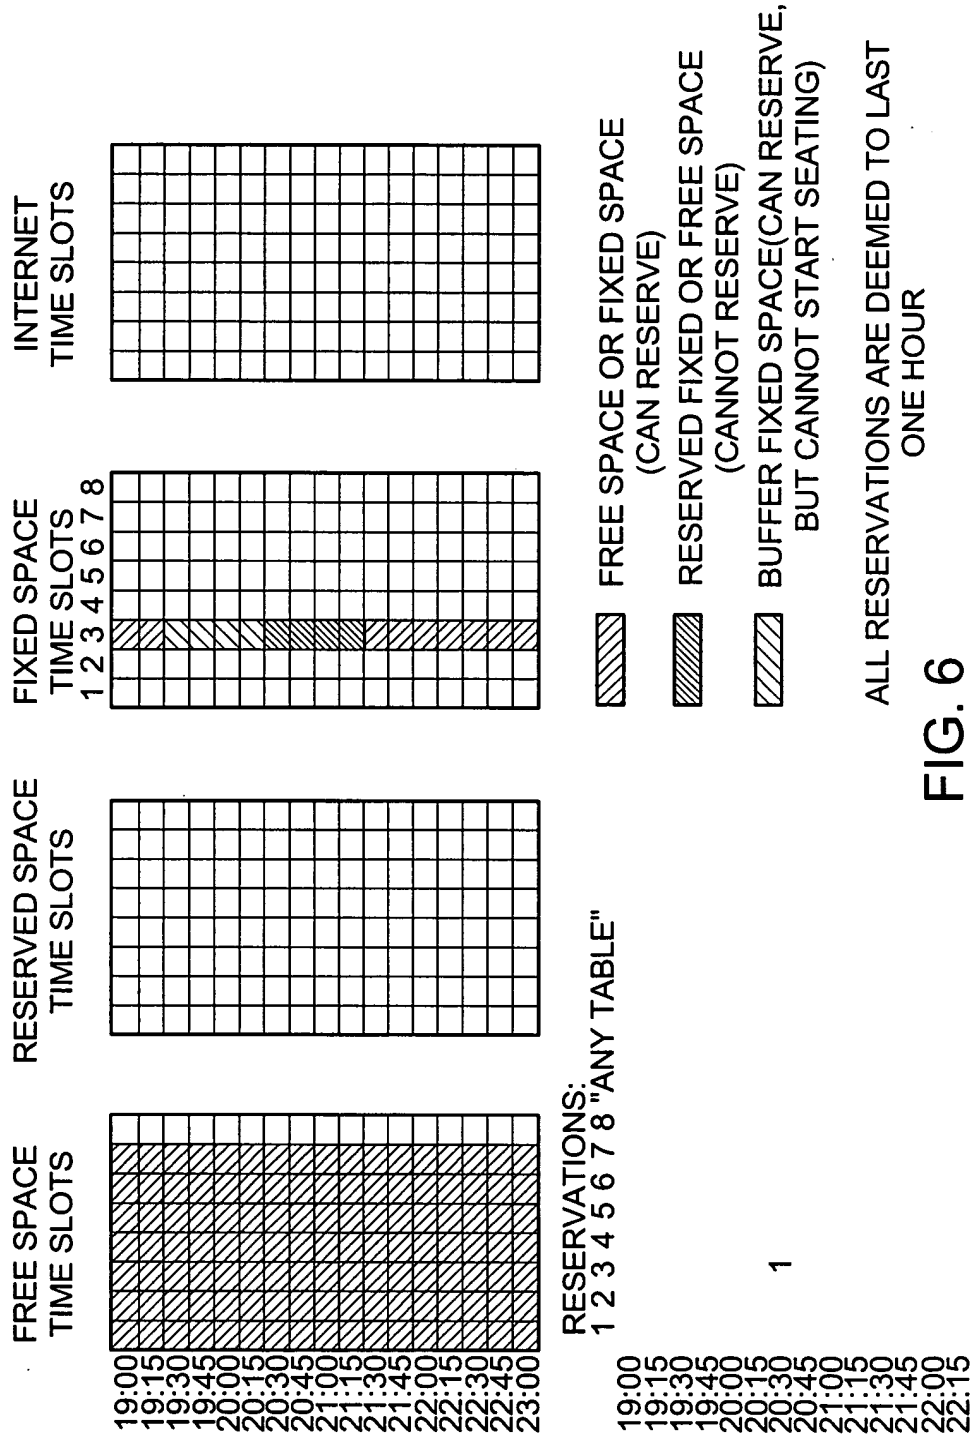 FREE SPACE
TIME SLOTS
RESERVED SPACE
TIME SLOTS
FIXED SPACE
TIME SLOTS
1 2 3 4 5 6 7 8
INTERNET
TIME SLOTS
19:00
19:15
19:30
19:45
20:00
20:15
20:30
20:45
21:00
21:15
21:30
21:45
22:00
22:15
22:30
22:45
23:00
RESERVATIONS:
1 2 3 4 5 6 7 8 "ANY TABLE"
19:00
19:15
19:30
19:45
20:00
20:15
20:30 1
20:45
21:00
21:15
21:30
21:45
22:00
22:15
FREE SPACE OR FIXED SPACE
(CAN RESERVE)
RESERVED FIXED OR FREE SPACE
(CANNOT RESERVE)
BUFFER FIXED SPACE(CAN RESERVE,
BUT CANNOT START SEATING)
ALL RESERVATIONS ARE DEEMED TO LAST
ONE HOUR
FIG. 6